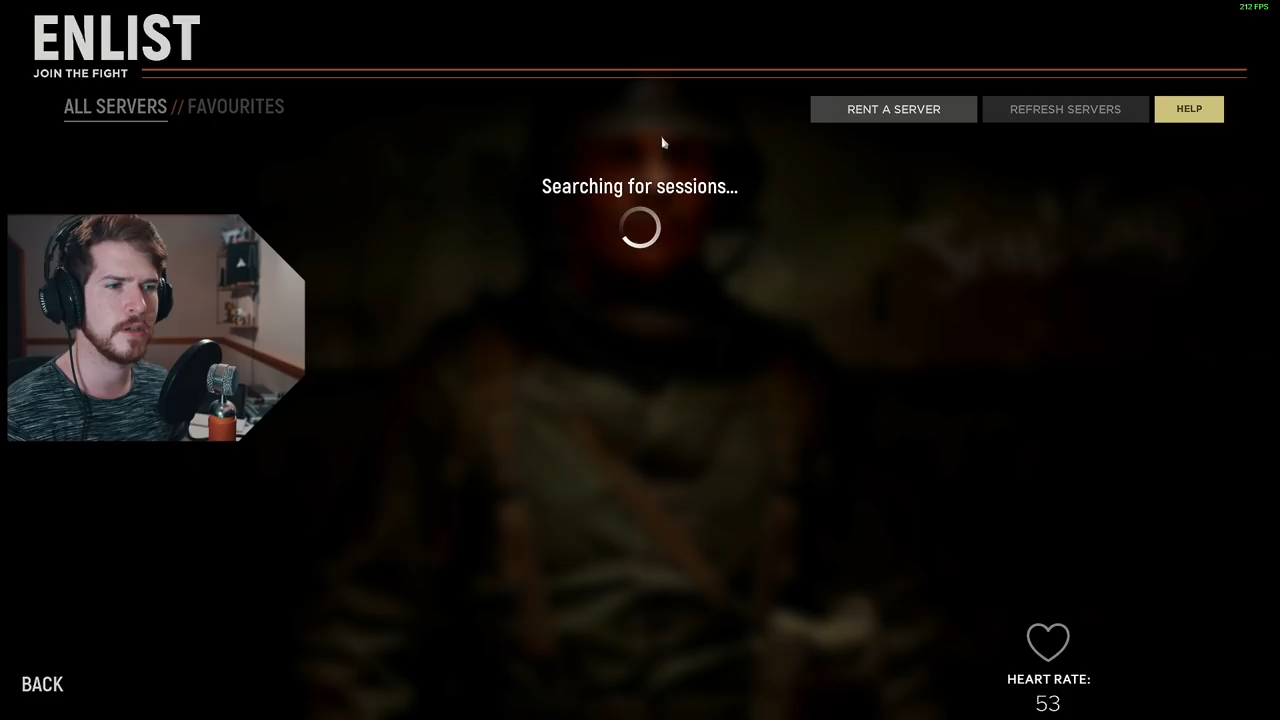 212 FPS
ENLIST
JOIN THE FIGHT
ALL SERVERS // FAVOURITES
RENT A SERVER
REFRESH SERVERS
HELP
Searching for sessions...
BACK
HEART RATE:
53